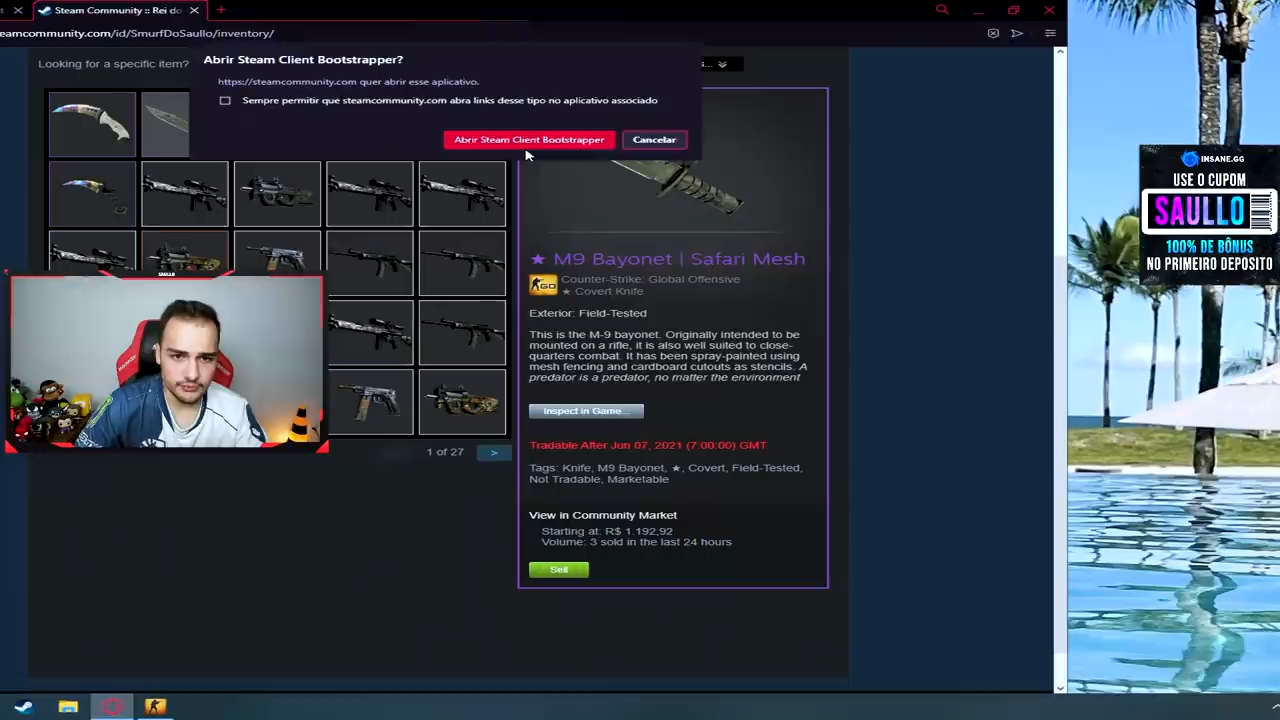 Steam Community :: Rei do
eamcommunity.com/id/SmurfDoSaullo/inventory/
Looking for a specific item?
s...
Abrir Steam Client Bootstrapper?
https://steamcommunity.com quer abrir esse aplicativo.
Sempre permitir que steamcommunity.com abra links desse tipo no aplicativo associado
Abrir Steam Client Bootstrapper
Cancelar
★ M9 Bayonet | Safari Mesh
GO
Counter-Strike: Global Offensive
★ Covert Knife
Exterior: Field-Tested
This is the M-9 bayonet. Originally intended to be
mounted on a rifle, it is also well suited to close-
quarters combat. It has been spray-painted using
mesh fencing and cardboard cutouts as stencils. A
predator is a predator, no matter the environment
Inspect in Game...
Tradable After Jun 07, 2021 (7:00:00) GMT
Tags: Knife, M9 Bayonet, ★, Covert, Field-Tested,
Not Tradable, Marketable
View in Community Market
Starting at: R$ 1.192,92
Volume: 3 sold in the last 24 hours
Sell
1 of 27
>
SAULLO
INSANE.GG
USE O CUPOM
SAULLO
100% DE BÔNUS
NO PRIMEIRO DEPOSITO